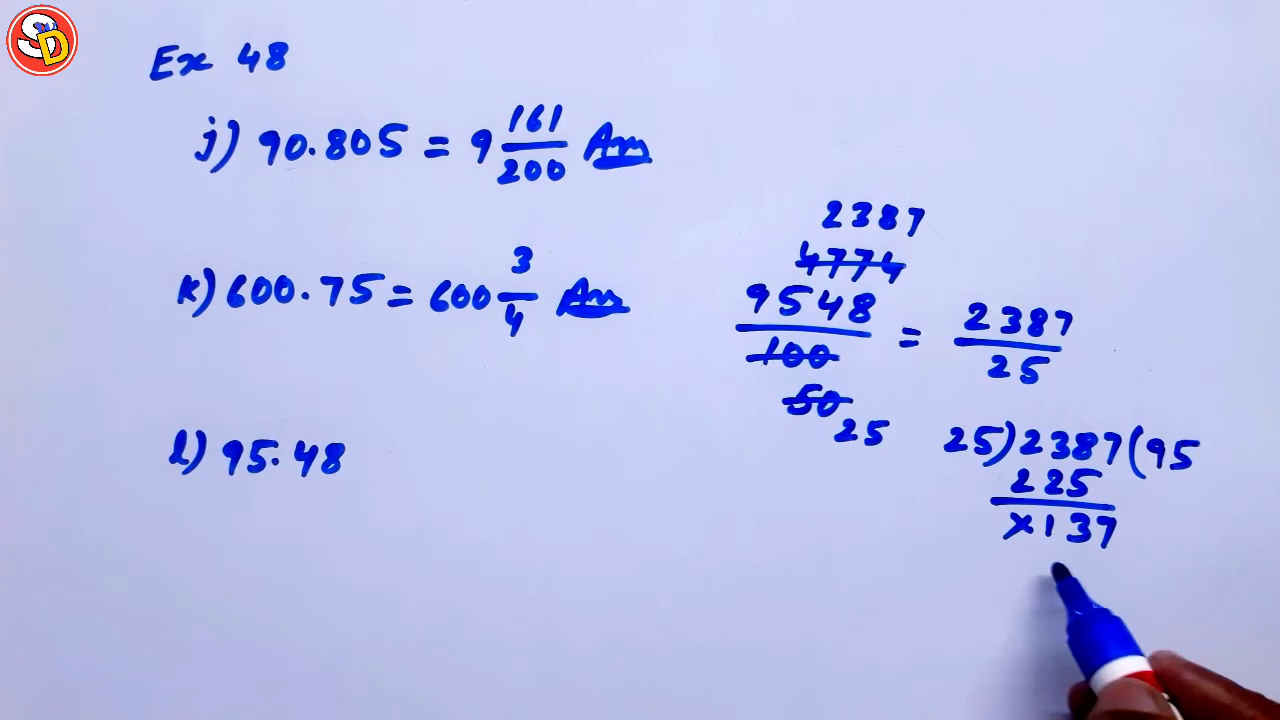 SD
Ex 48
j) 90.805 = 9 161/200 Ans
k) 600.75 = 600 3/4 Ans
l) 95.48
2387
4774
9548/100 = 2387/25
50
25
25)2387(95
225
×137